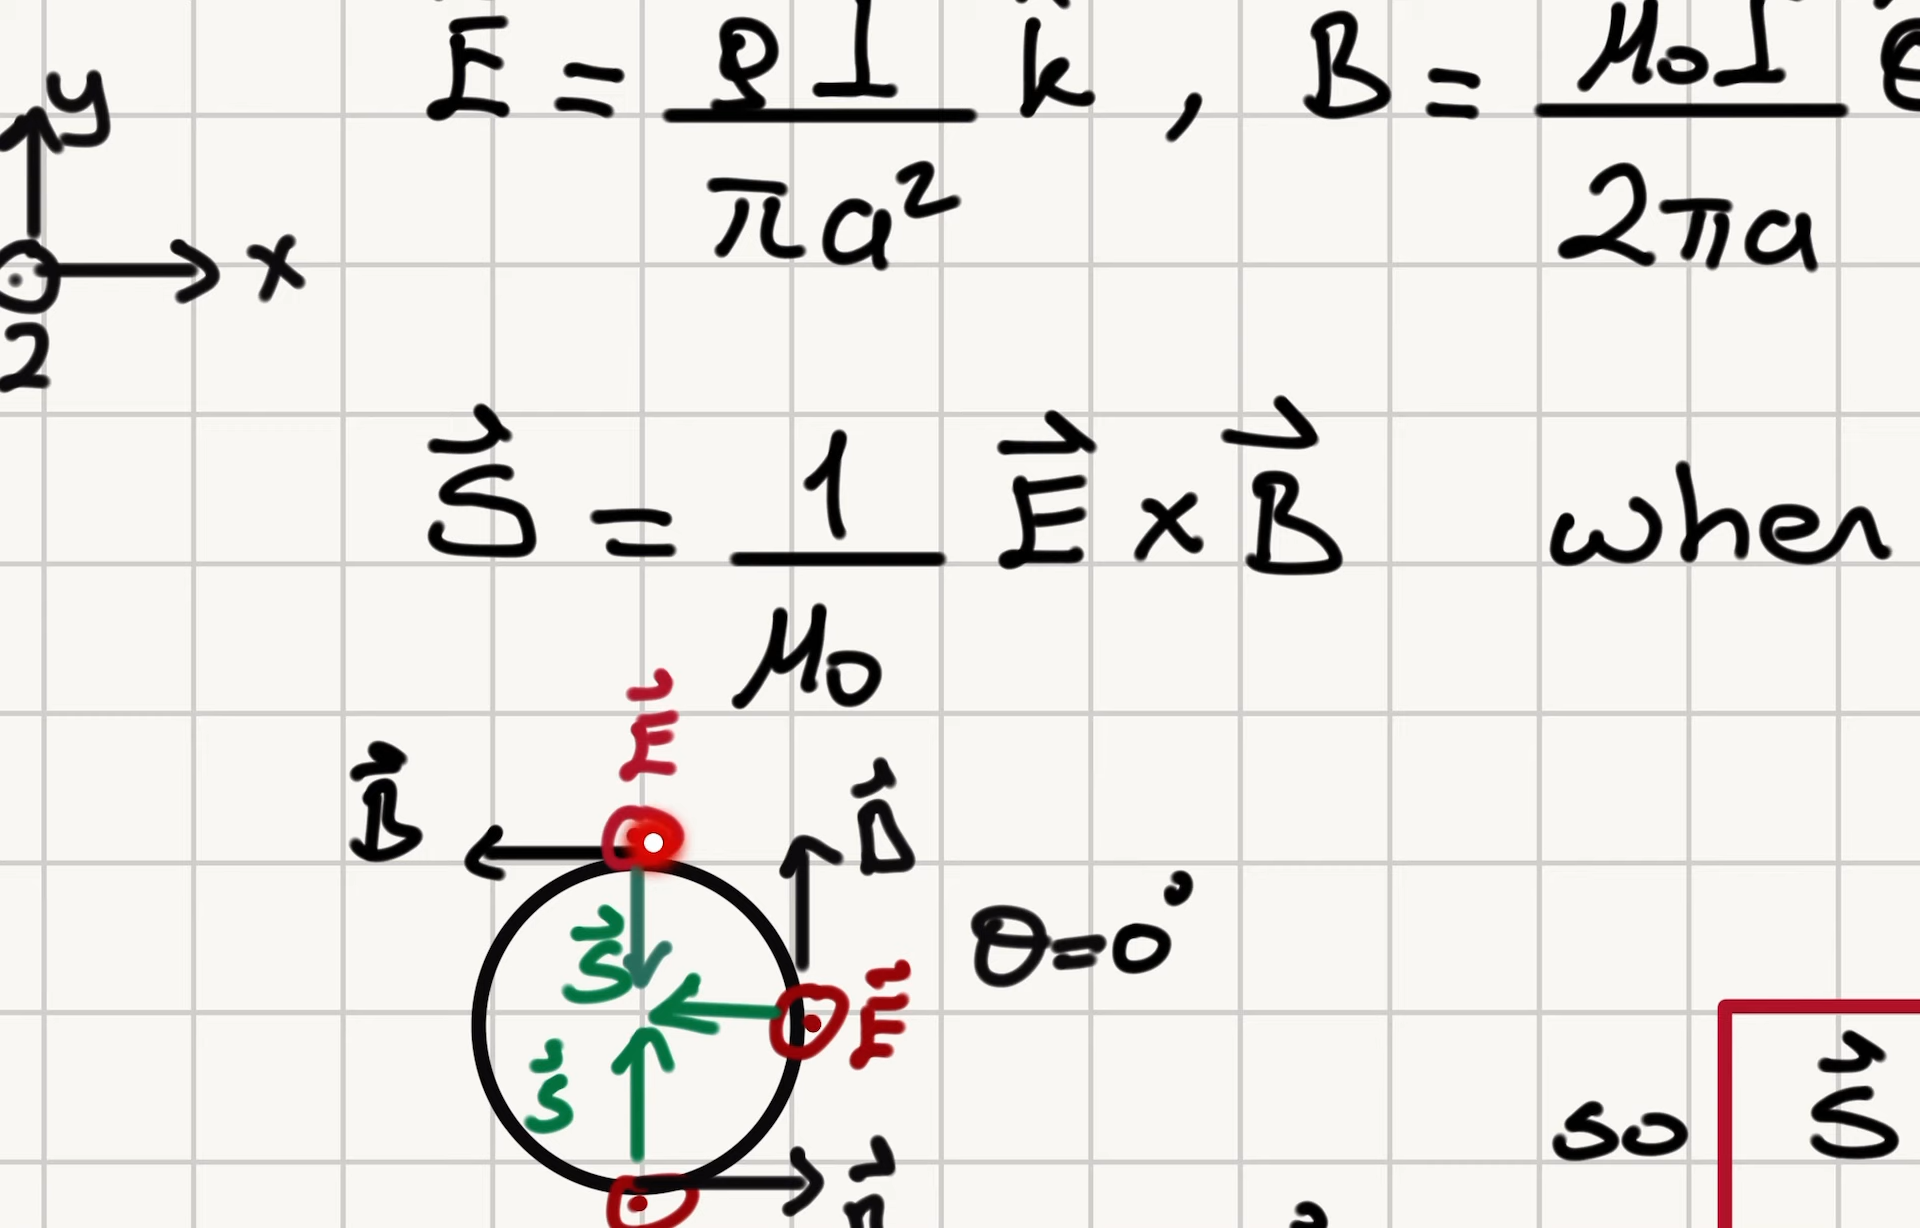 y
E = ρI / πa² k , B = μ₀I / 2πa
x
z
S⃗ = 1/μ₀ E⃗ × B⃗ when
E⃗
B⃗ B⃗
S⃗ θ=0°
E⃗
S⃗
so S⃗